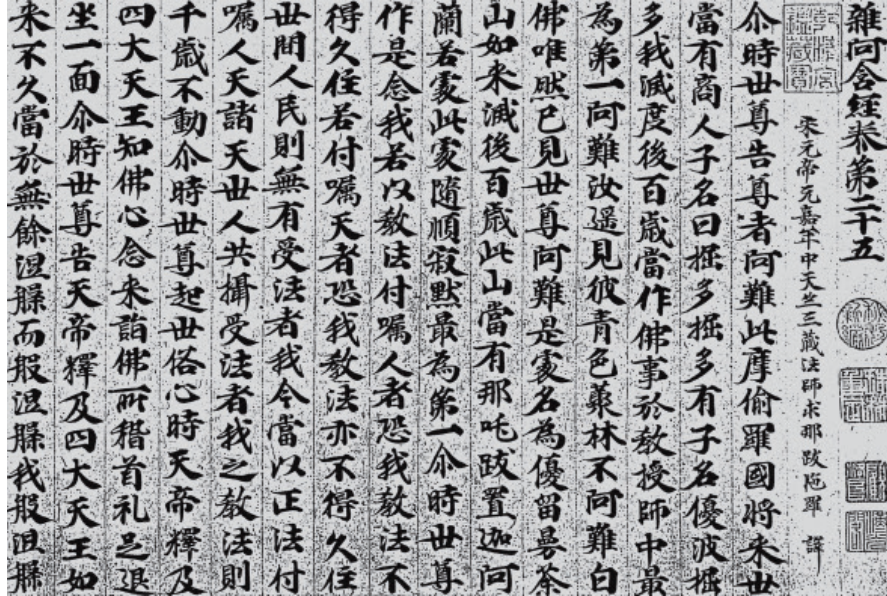 雜阿含經卷第二十五
宋元帝元嘉年中天竺三藏法師求那跋陁羅 譯
尒時世尊告尊者阿難此摩偷羅國將来世
當有商人子名曰掘多掘多有子名優波掘
多我滅度後百歲當作佛事於教授師中最
為第一阿難汝遥見彼青色藂林不阿難白
佛唯然已見世尊阿難是處名為優留曼荼
山如来滅後百歲此山當有那吒跋置迦阿
蘭若處此處隨順寂默最為第一尒時世尊
作是念我若以教法付囑人者恐我教法不
得久住若付囑天者恐我教法亦不得久住
世間人民則無有受法者我今當以正法付
囑人天諸天世人共攝受法者我之教法則
千歲不動尒時世尊起世俗心時天帝釋及
四大天王知佛心念来詣佛所稽首礼足退
坐一面尒時世尊告天帝釋及四大天王如
来不久當於無餘涅槃而般涅槃我般涅槃